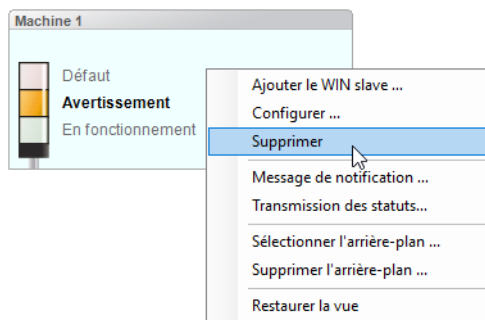 Machine 1
Défaut
Avertissement
En fonctionnement
Ajouter le WIN slave ...
Configurer ...
Supprimer
Message de notification ...
Transmission des statuts...
Sélectionner l'arrière-plan ...
Supprimer l'arrière-plan ...
Restaurer la vue